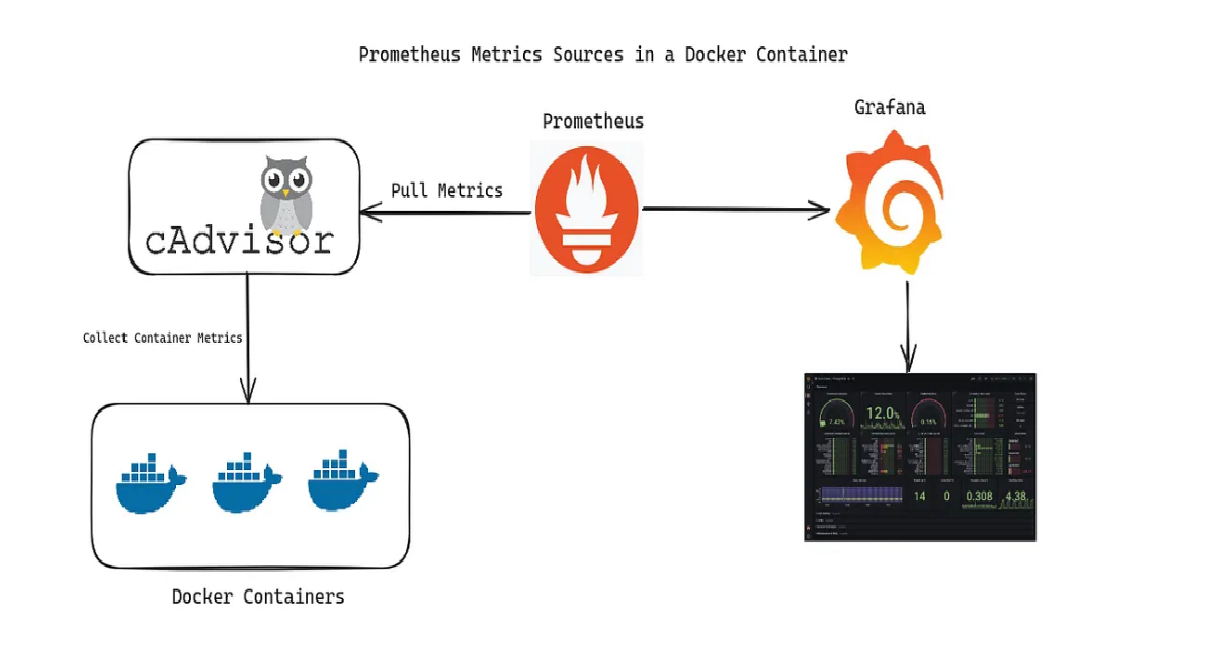 Prometheus Metrics Sources in a Docker Container
Grafana
Prometheus
Pull Metrics
cAdvisor
Collect Container Metrics
Docker Containers
7.42%
12.0%
0.15%
14
0
0.308
4.38